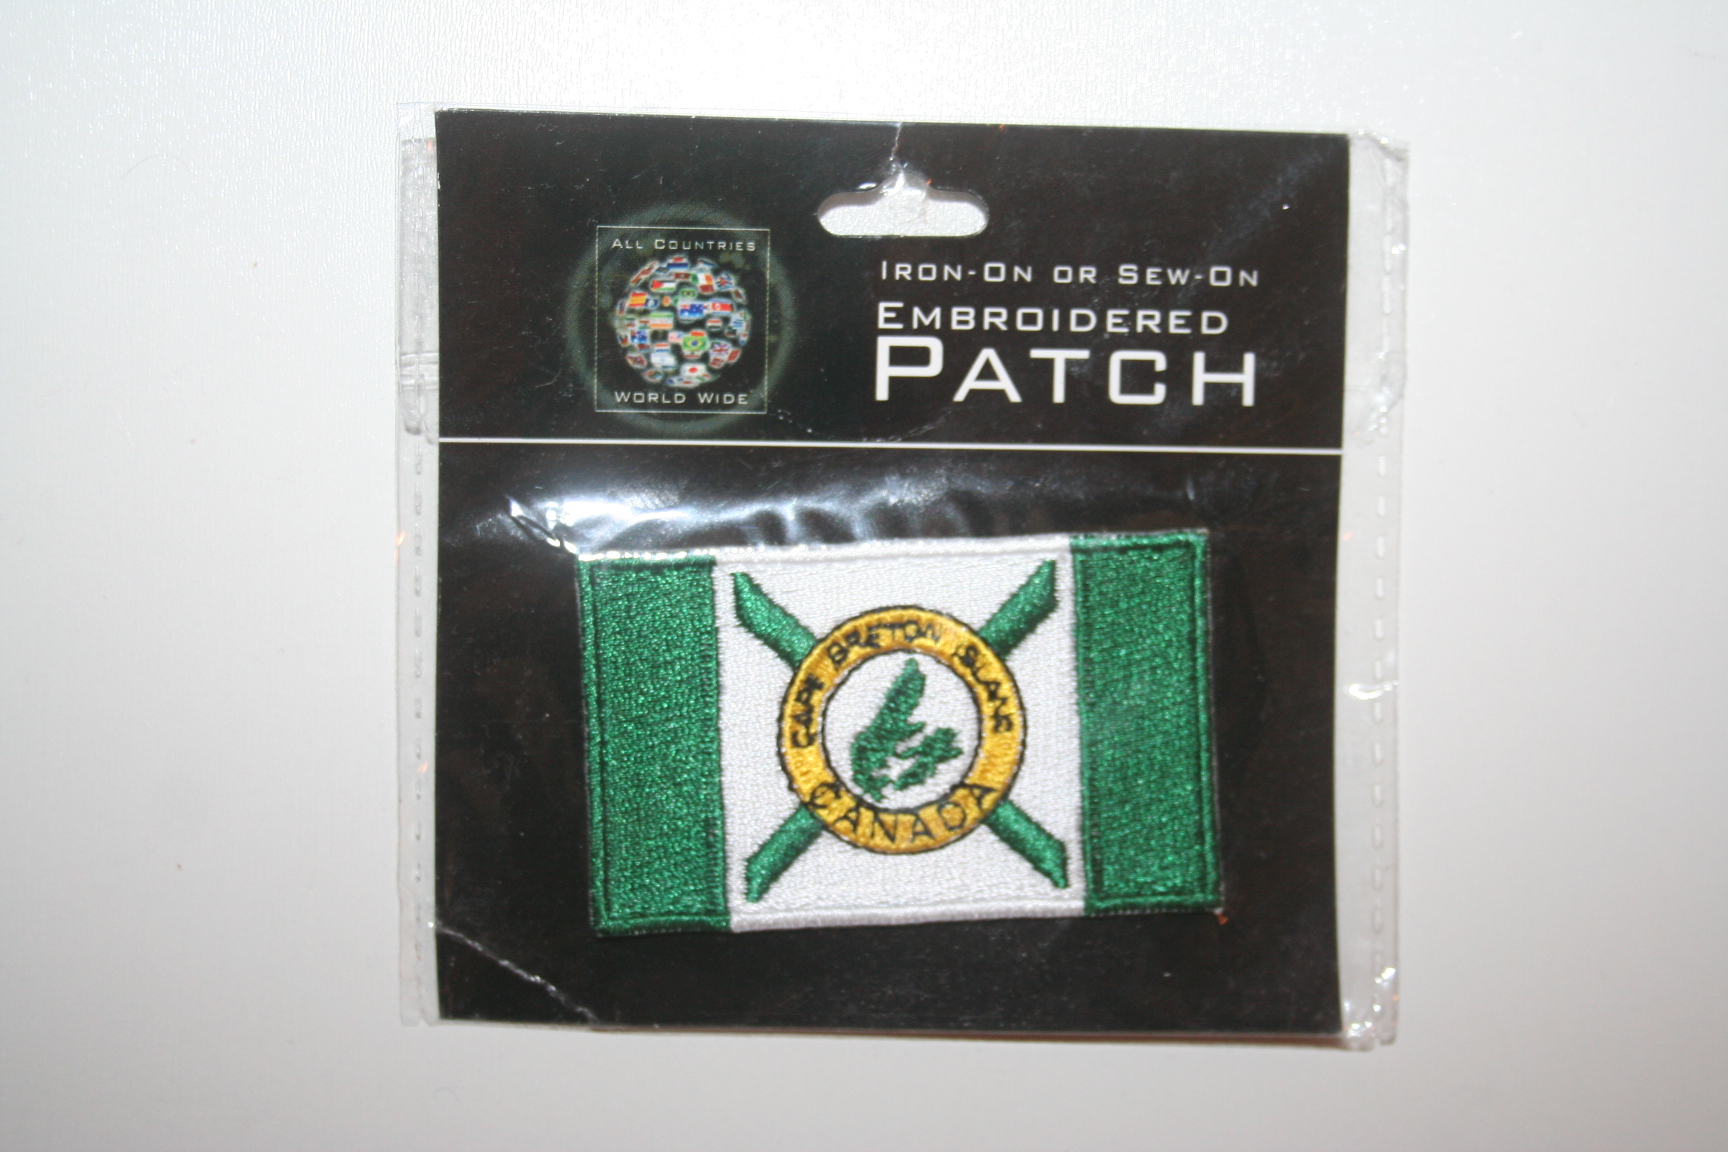 ALL COUNTRIES
WORLD WIDE
IRON-ON OR SEW-ON
EMBROIDERED
PATCH
CAPE BRETON ISLAND
CANADA